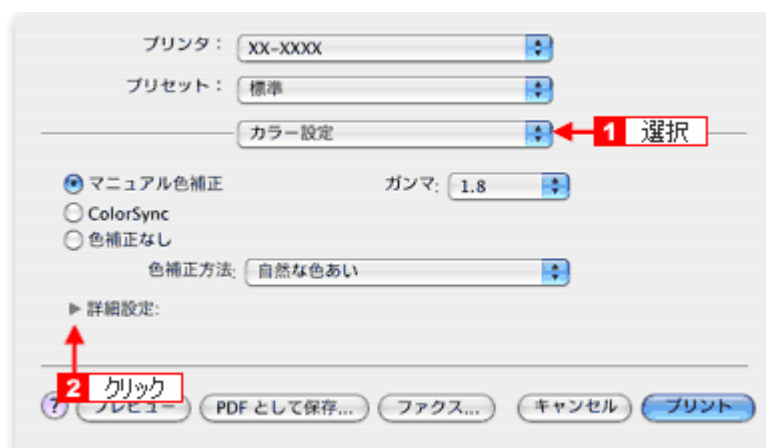 プリンタ： XX-XXXX
プリセット： 標準
カラー設定 1 選択
マニュアル色補正 ガンマ: 1.8
ColorSync
色補正なし
色補正方法: 自然な色あい
詳細設定:
2 クリック
? プレビュー PDF として保存... ファクス... キャンセル プリント